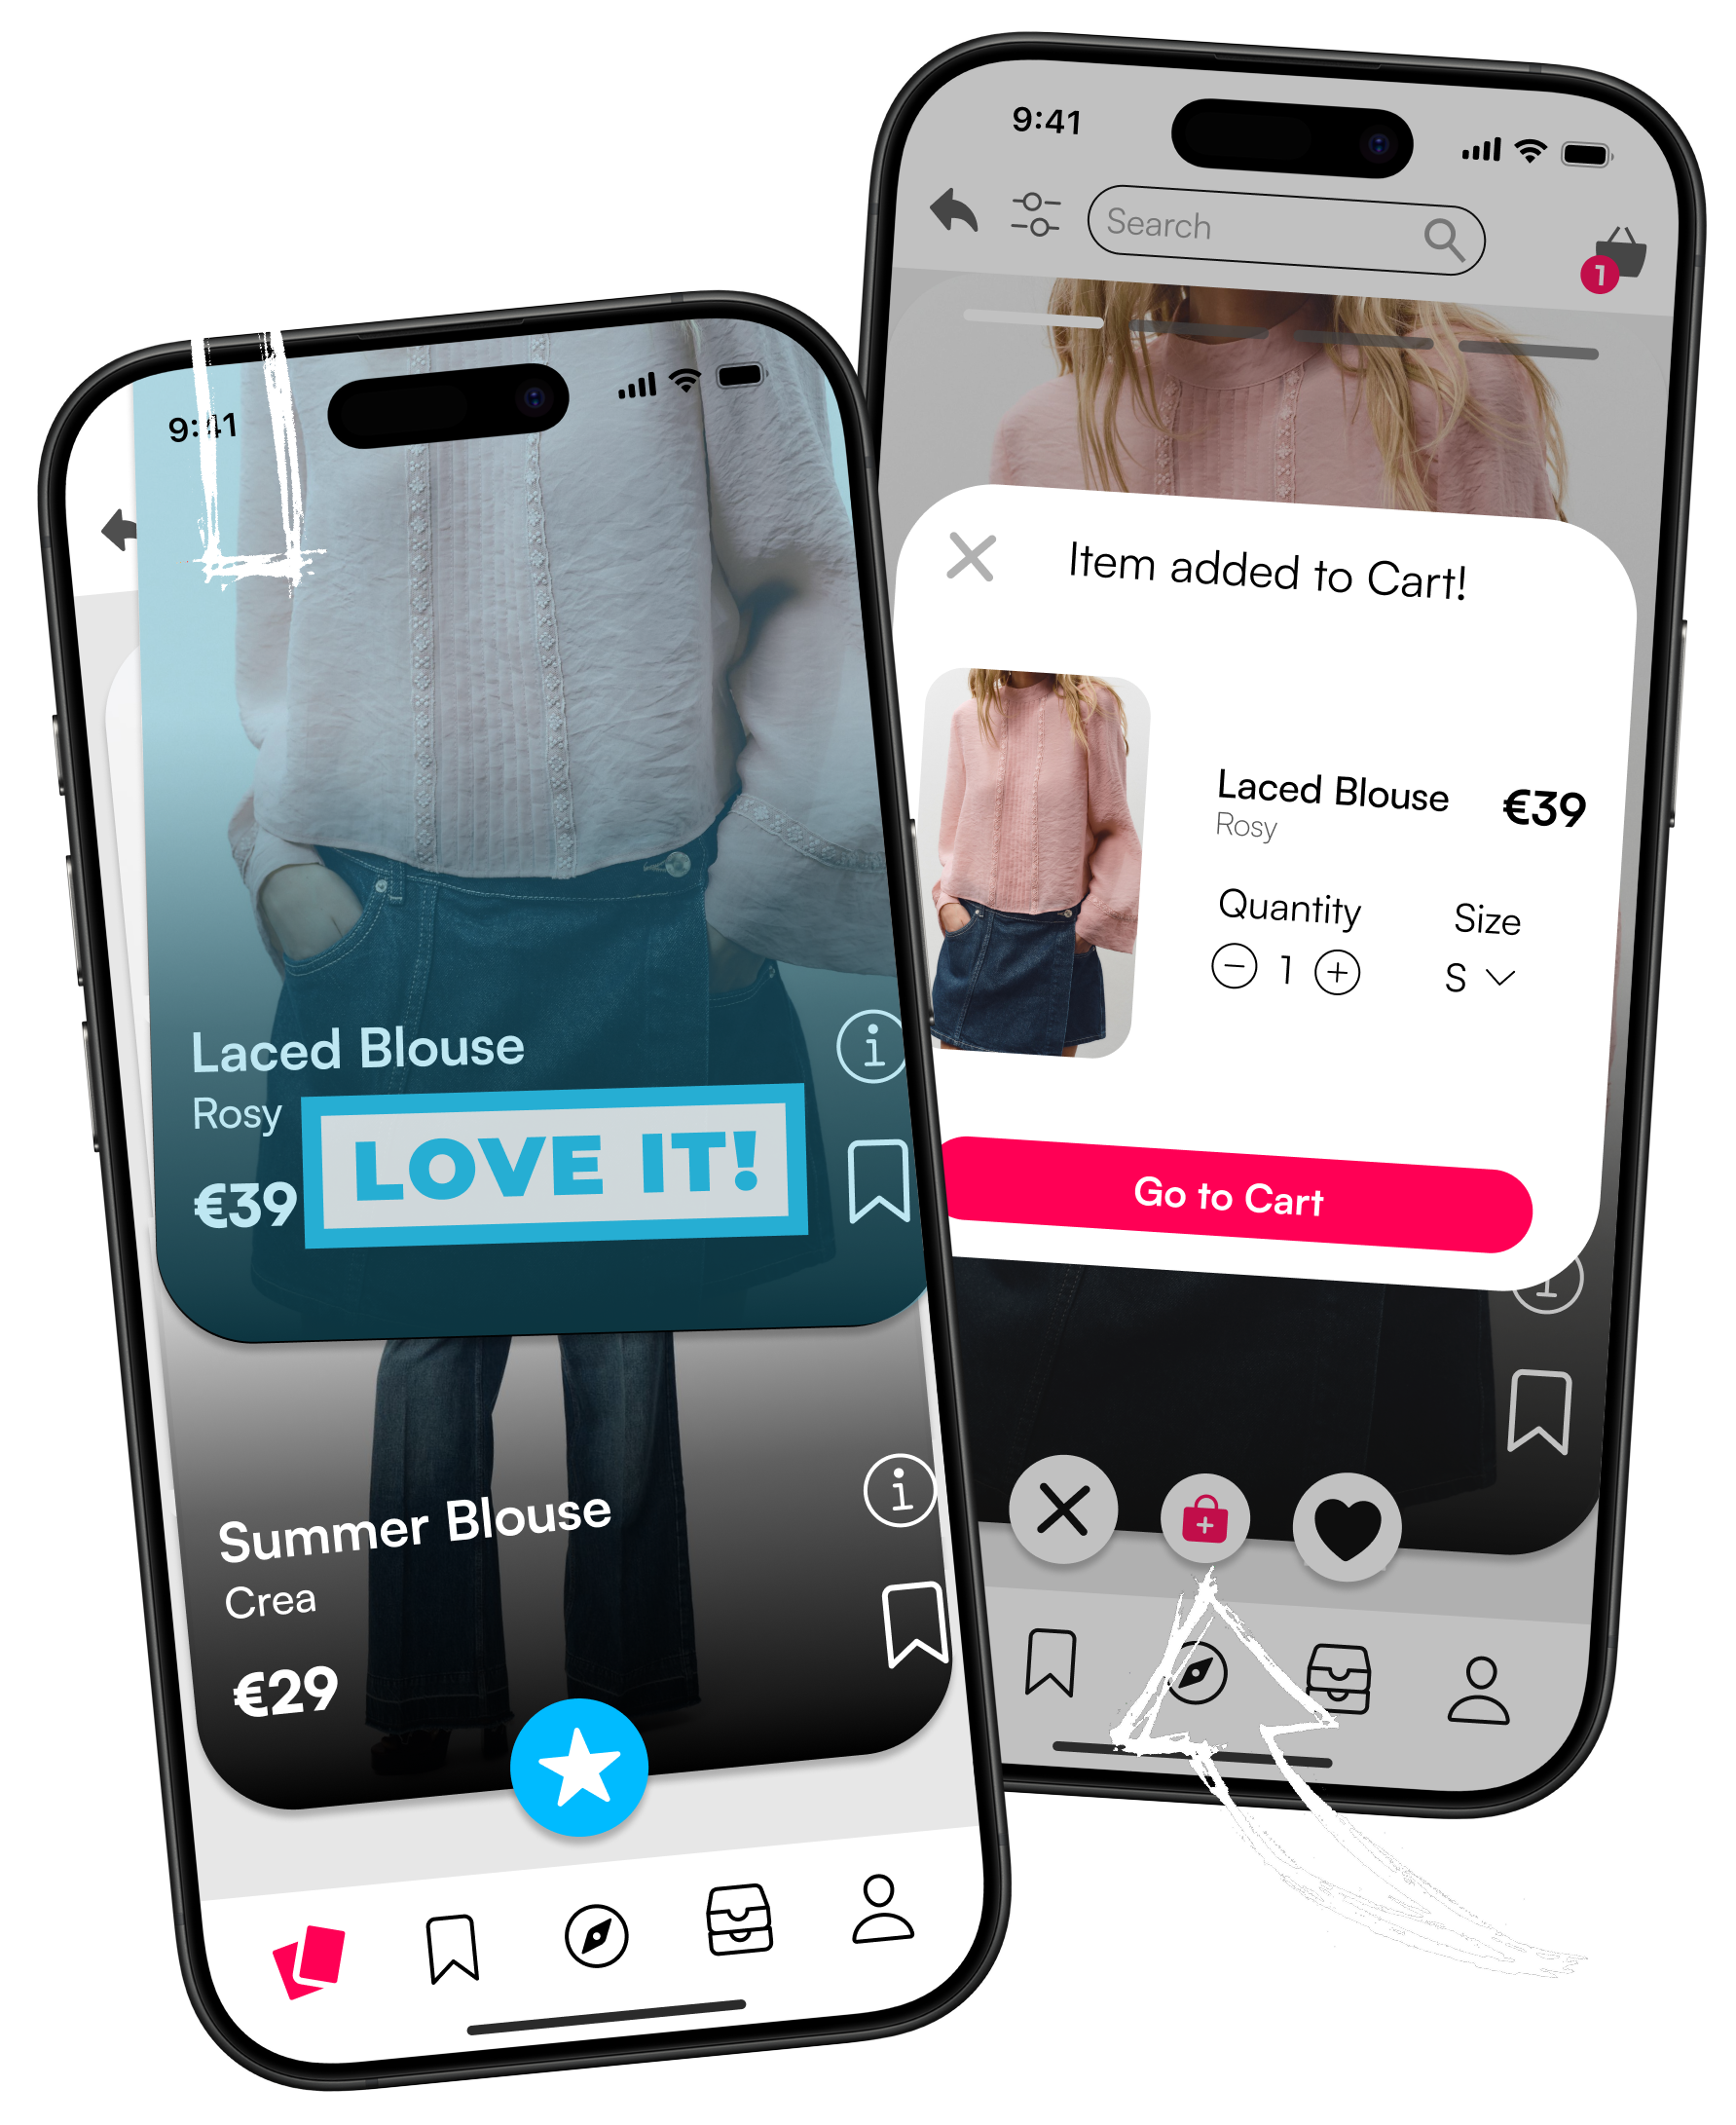 9:41
Laced Blouse
Rosy
€39
LOVE IT!
Summer Blouse
Crea
€29
9:41
Search
1
Item added to Cart!
Laced Blouse €39
Rosy
Quantity Size
1 S
Go to Cart